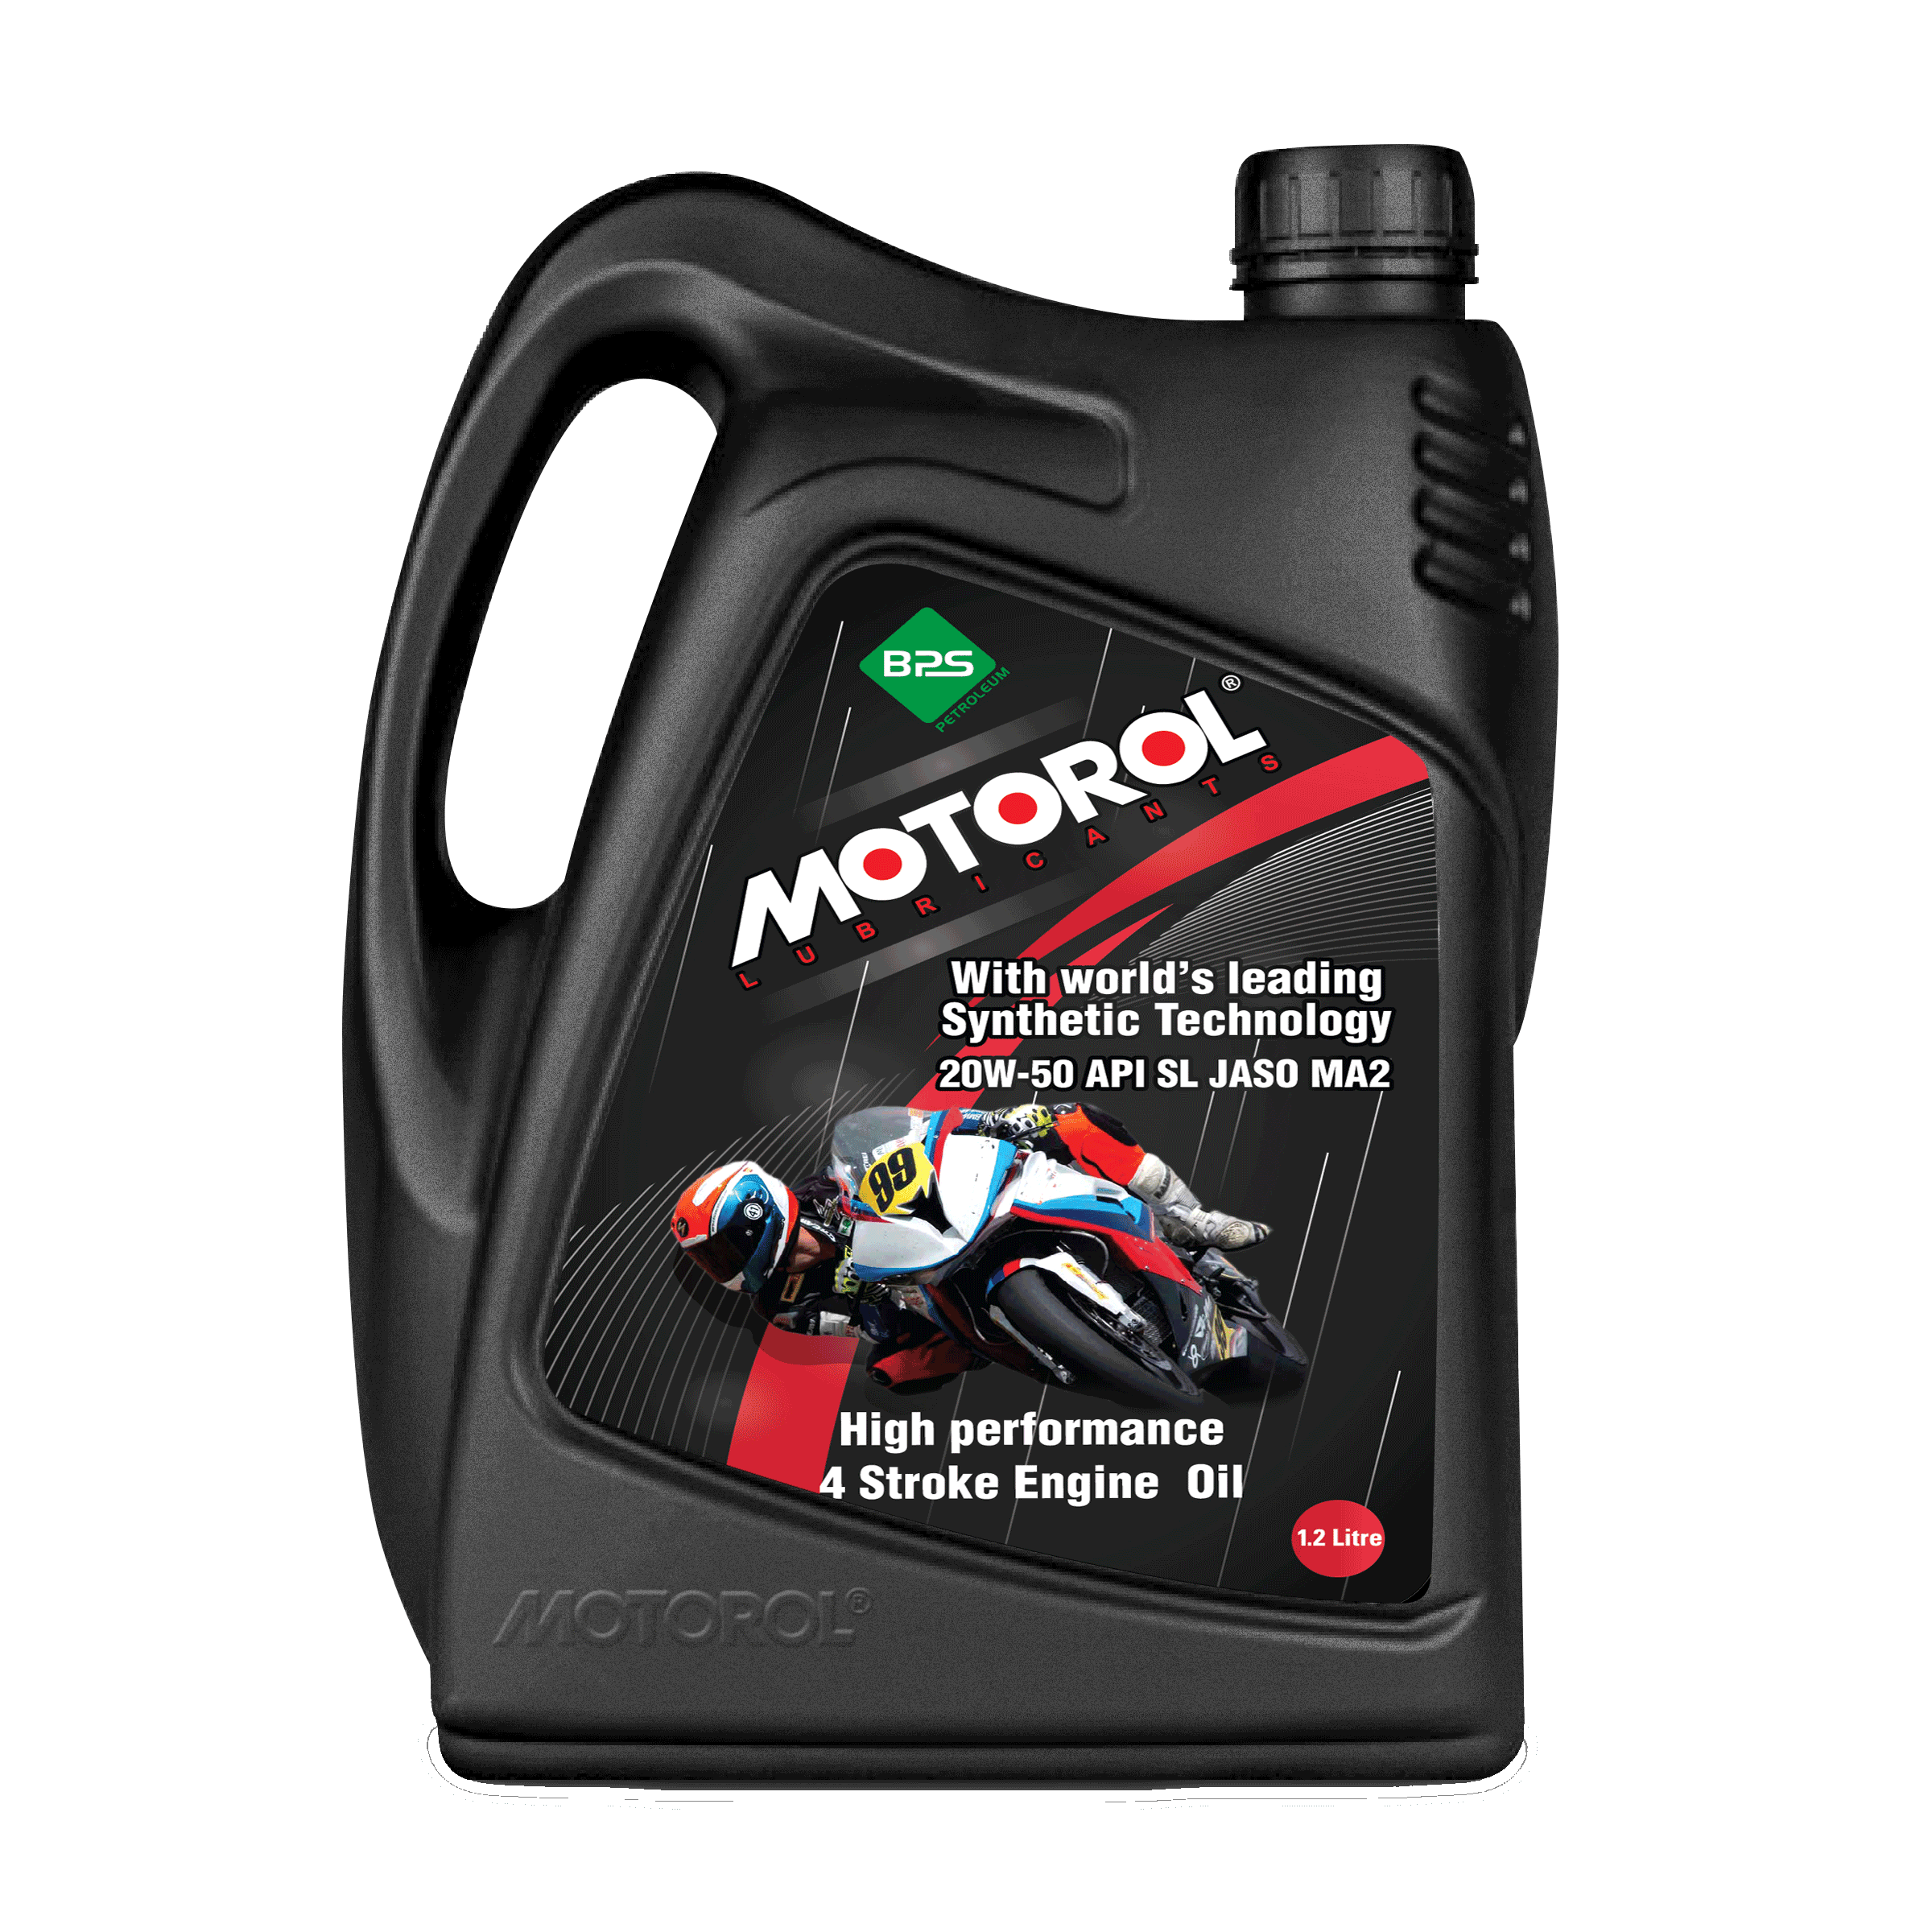 BPS
PETROLEUM
MOTOROL®
LUBRICANTS
With world's leading
Synthetic Technology
20W-50 API SL JASO MA2
99
High performance
4 Stroke Engine Oil
1.2 Litre
MOTOROL®